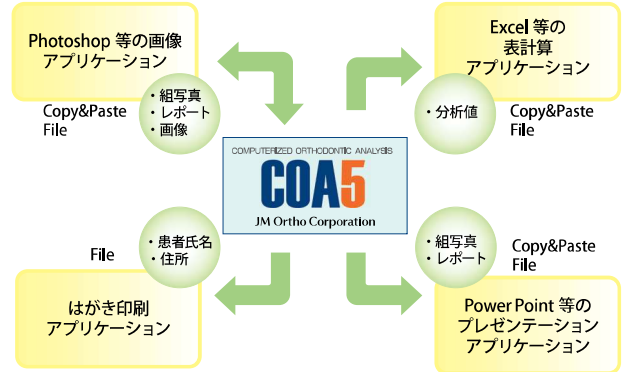 Photoshop 等の画像
アプリケーション
Copy&Paste
File
・組写真
・レポート
・画像
Excel 等の
表計算
アプリケーション
・分析値
Copy&Paste
File
COMPUTERIZED ORTHODONTIC ANALYSIS
COA5
JM Ortho Corporation
File
・患者氏名
・住所
はがき印刷
アプリケーション
・組写真
・レポート
Copy&Paste
File
Power Point 等の
プレゼンテーション
アプリケーション